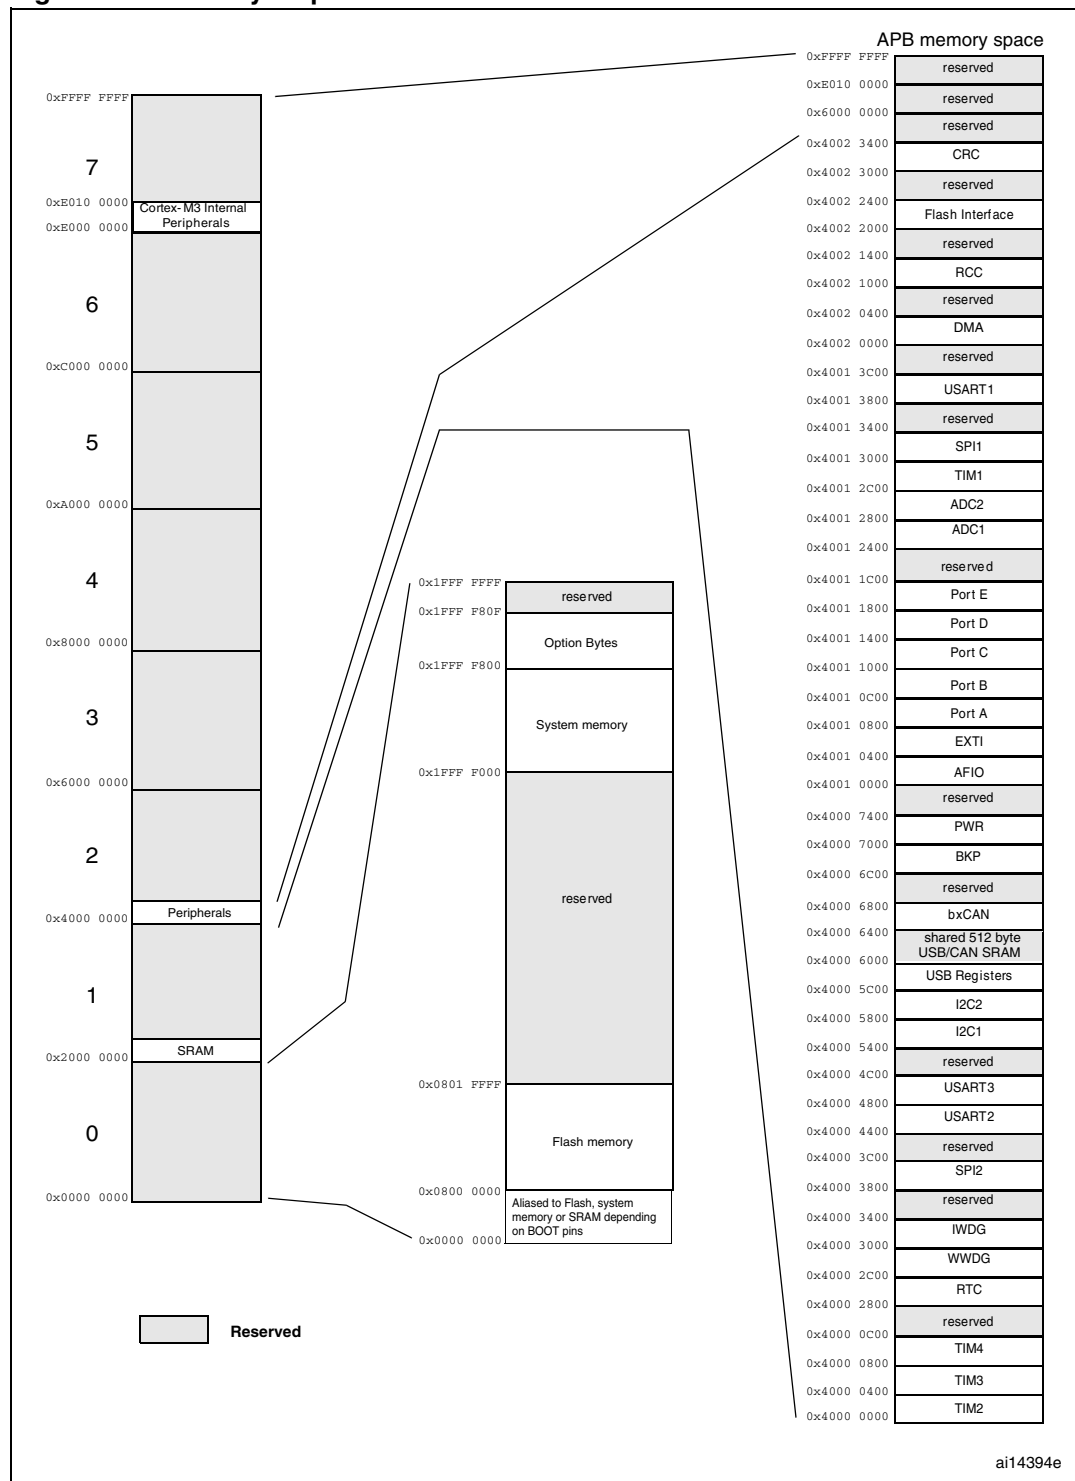 APB memory space
0xFFFF FFFF
reserved
0xE010 0000
reserved
0x6000 0000
reserved
0x4002 3400
CRC
0x4002 3000
reserved
0x4002 2400
Flash Interface
0x4002 2000
reserved
0x4002 1400
RCC
0x4002 1000
reserved
0x4002 0400
DMA
0x4002 0000
reserved
0x4001 3C00
USART1
0x4001 3800
reserved
0x4001 3400
SPI1
0x4001 3000
TIM1
0x4001 2C00
ADC2
0x4001 2800
ADC1
0x4001 2400
reserved
0x4001 1C00
Port E
0x4001 1800
Port D
0x4001 1400
Port C
0x4001 1000
Port B
0x4001 0C00
Port A
0x4001 0800
EXTI
0x4001 0400
AFIO
0x4001 0000
reserved
0x4000 7400
PWR
0x4000 7000
BKP
0x4000 6C00
reserved
0x4000 6800
bxCAN
0x4000 6400
shared 512 byte
USB/CAN SRAM
0x4000 6000
USB Registers
0x4000 5C00
I2C2
0x4000 5800
I2C1
0x4000 5400
reserved
0x4000 4C00
USART3
0x4000 4800
USART2
0x4000 4400
reserved
0x4000 3C00
SPI2
0x4000 3800
reserved
0x4000 3400
IWDG
0x4000 3000
WWDG
0x4000 2C00
RTC
0x4000 2800
reserved
0x4000 0C00
TIM4
0x4000 0800
TIM3
0x4000 0400
TIM2
0x4000 0000
0xFFFF FFFF
7
0xE010 0000
Cortex-M3 Internal
Peripherals
0xE000 0000
6
0xC000 0000
5
0xA000 0000
4
0x8000 0000
3
0x6000 0000
2
Peripherals
0x4000 0000
1
SRAM
0x2000 0000
0
0x0000 0000
0x1FFF FFFF
reserved
0x1FFF F80F
Option Bytes
0x1FFF F800
System memory
0x1FFF F000
reserved
0x0801 FFFF
Flash memory
0x0800 0000
Aliased to Flash, system
memory or SRAM depending
on BOOT pins
0x0000 0000
Reserved
ai14394e